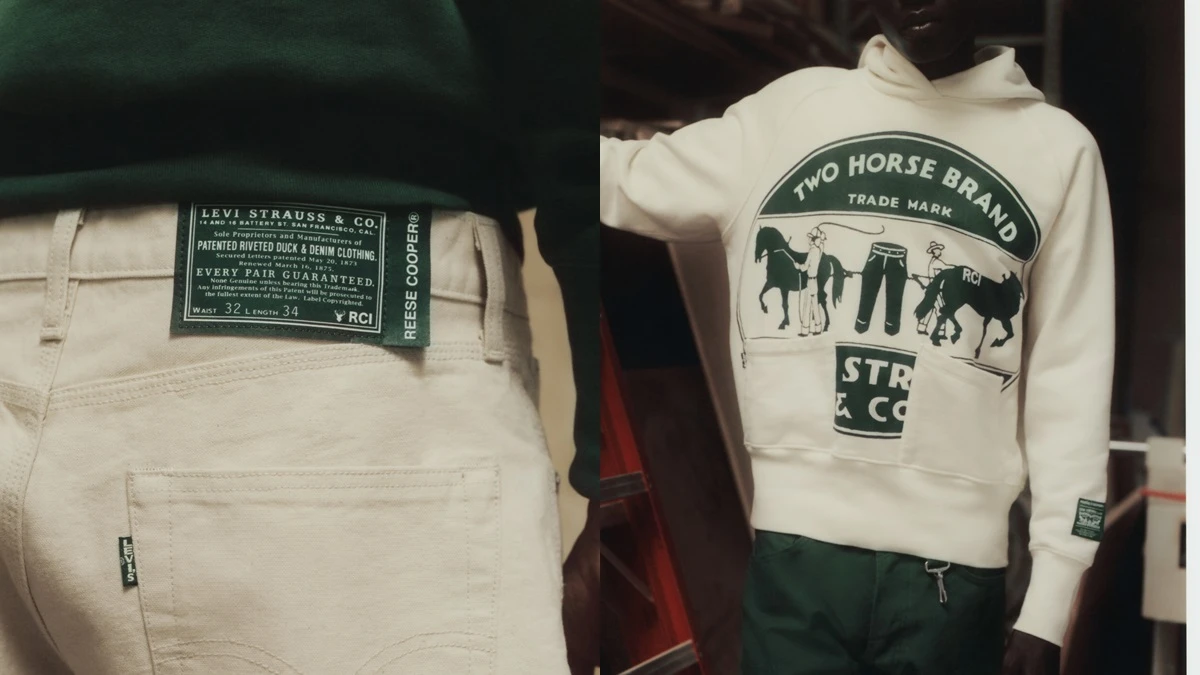 LEVI STRAUSS & CO.
14 AND 16 BATTERY ST. SAN FRANCISCO, CAL.
Sole Proprietors and Manufacturers of
PATENTED RIVETED DUCK & DENIM CLOTHING.
Secured Letters patented May 20, 1873
Renewed March 16, 1875.
EVERY PAIR GUARANTEED.
None Genuine unless bearing this Trademark.
Any infringements of this Patent will be prosecuted to
the fullest extent of the Law. Label Copyrighted.
WAIST 32 LENGTH 34
RCI
REESE COOPER®
LEVI'S
TWO HORSE BRAND
TRADE MARK
RCI
STR
& CO